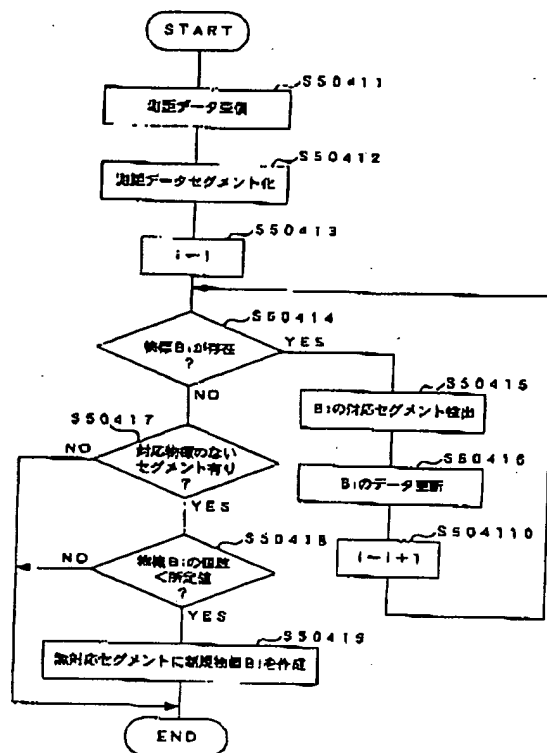 START
S50411
測距データ受信
S50412
測距データセグメント化
S50413
i←1
S50414
物標Biが存在
?
YES
NO
S50415
Biの対応セグメント検出
S50416
Biのデータ更新
S504110
i←i+1
S50417
対応物標のない
セグメント有り
?
NO
YES
S50418
物標Biの個数
<所定値
?
NO
YES
S50419
無対応セグメントに新規物標Biを作成
END